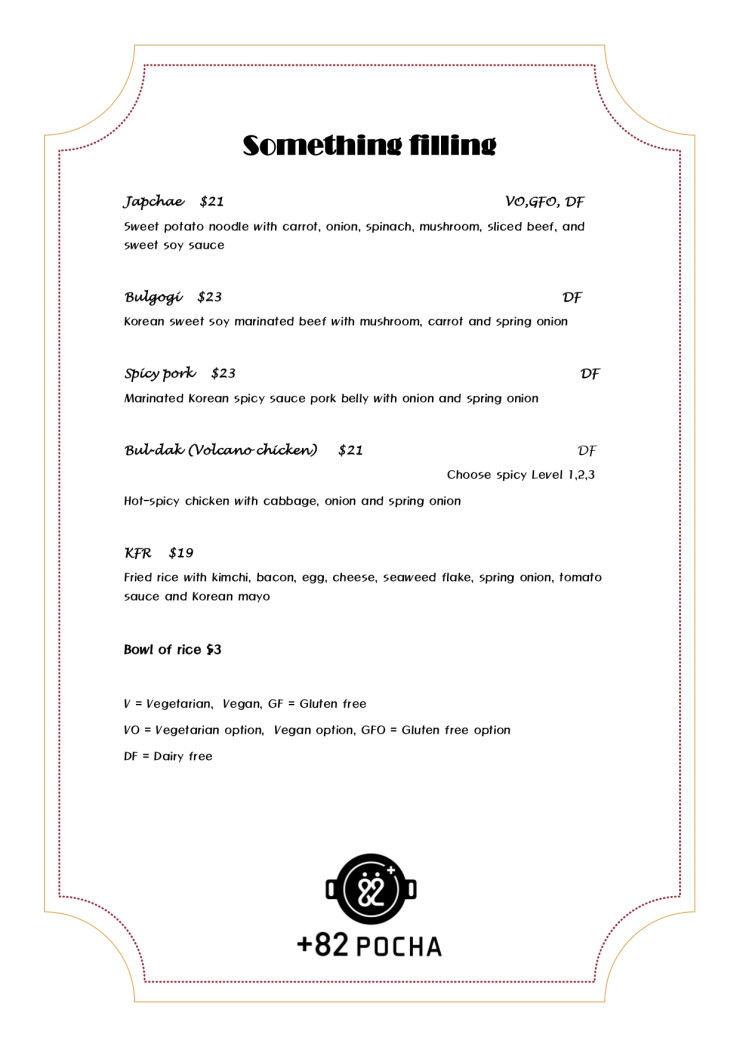 Something filling
Japchae $21 VO,GFO, DF
Sweet potato noodle with carrot, onion, spinach, mushroom, sliced beef, and
sweet soy sauce
Bulgogi $23 DF
Korean sweet soy marinated beef with mushroom, carrot and spring onion
Spicy pork $23 DF
Marinated Korean spicy sauce pork belly with onion and spring onion
Bul-dak (Volcano chicken) $21 DF
Choose spicy Level 1,2,3
Hot-spicy chicken with cabbage, onion and spring onion
KFR $19
Fried rice with kimchi, bacon, egg, cheese, seaweed flake, spring onion, tomato
sauce and Korean mayo
Bowl of rice $3
V = Vegetarian, Vegan, GF = Gluten free
VO = Vegetarian option, Vegan option, GFO = Gluten free option
DF = Dairy free
82
+82 POCHA